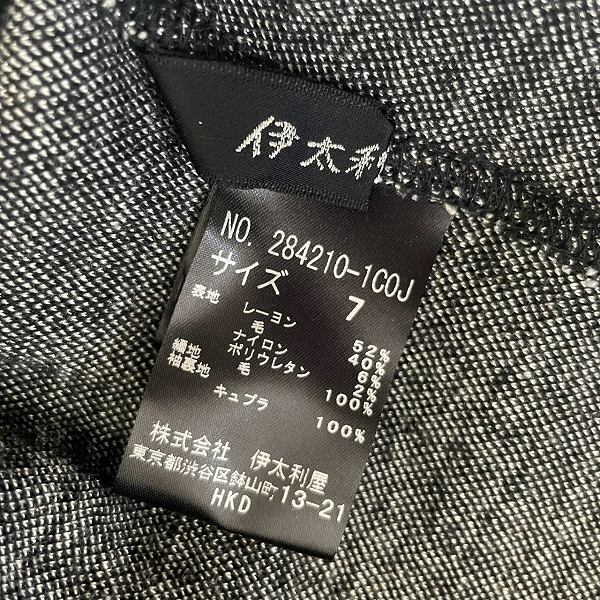 伊太利
NO. 284210-1C0J
サイズ 7
表地 レーヨン 52%
毛 40%
ナイロン 6%
ポリウレタン 2%
編地 毛 100%
袖裏地 キュプラ 100%
株式会社 伊太利屋
東京都渋谷区鉢山町13-21
HKD